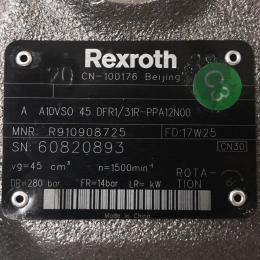 Rexroth
CN-100176 Beijing
A A10VSO 45 DFR1/31R-PPA12N00
MNR: R910908725 FD:17W25
SN: 60820893 CN30
vg=45 cm³ n=1500min⁻¹ ROTA-
DR=280 bar FR=14bar LR= kW TION
Made in China